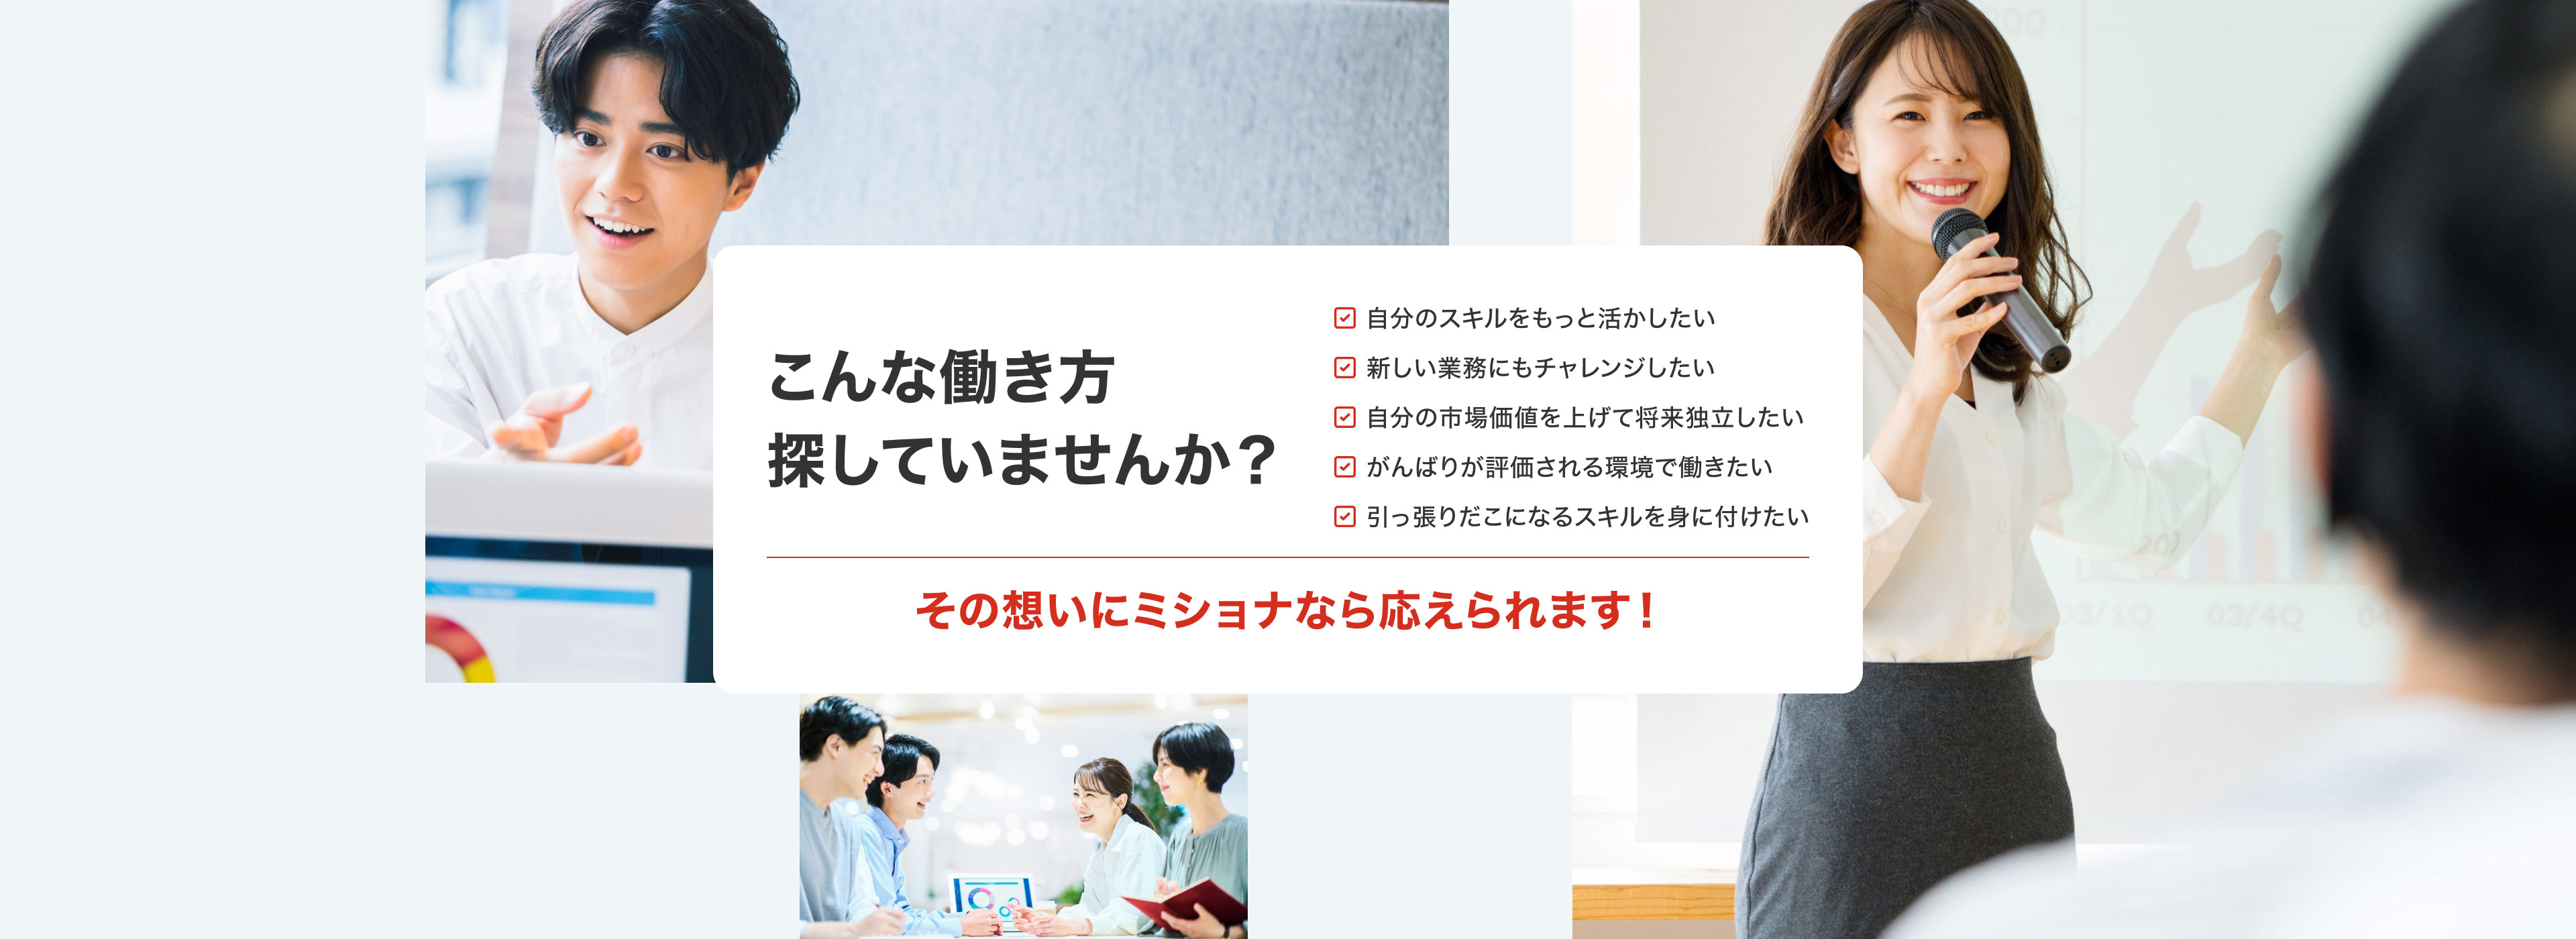 こんな働き方
探していませんか？
自分のスキルをもっと活かしたい
新しい業務にもチャレンジしたい
自分の市場価値を上げて将来独立したい
がんばりが評価される環境で働きたい
引っ張りだこになるスキルを身に付けたい
その想いにミショナなら応えられます！
03/1Q 03/4Q